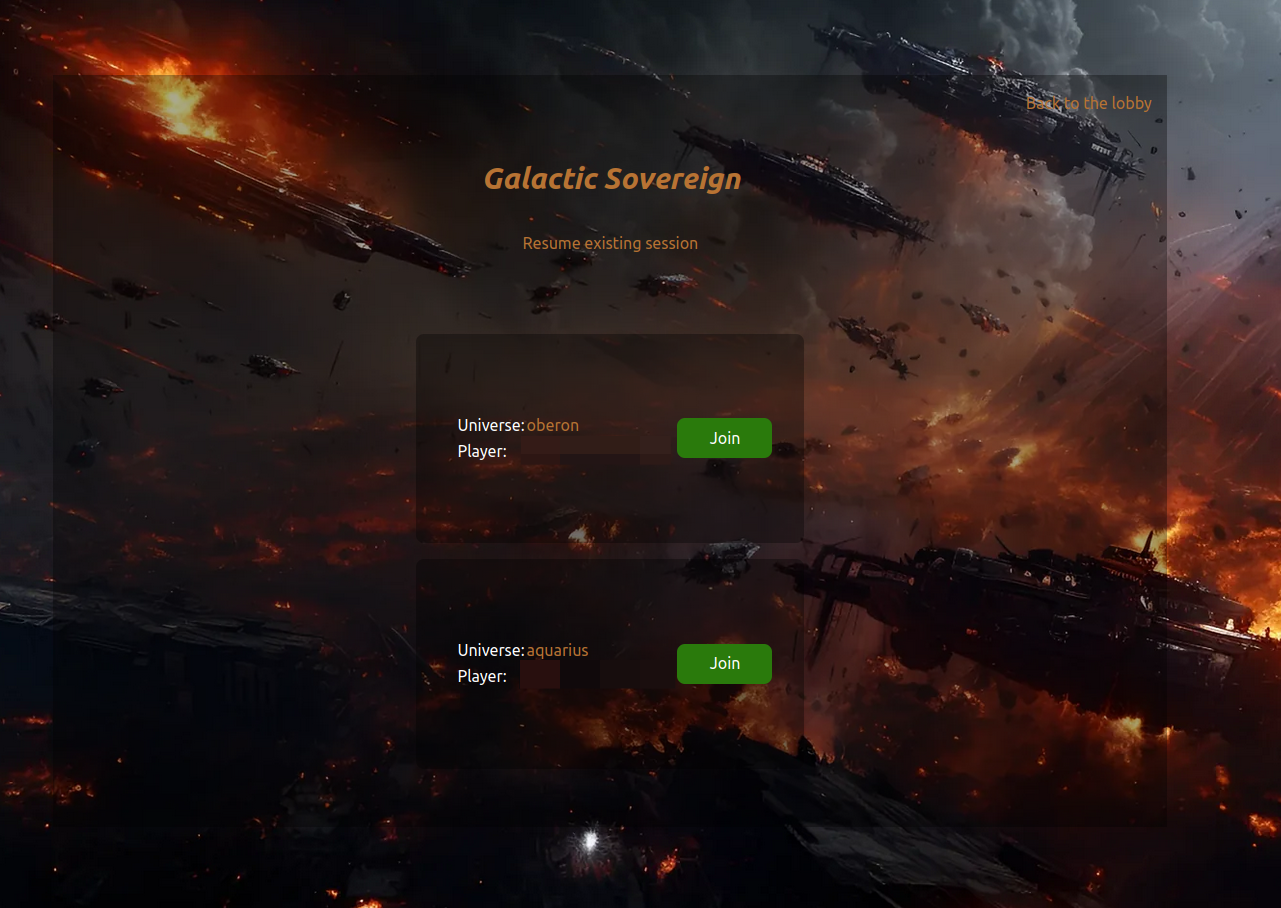 Back to the lobby
Galactic Sovereign
Resume existing session
Universe: oberon
Player:
Join
Universe: aquarius
Player:
Join